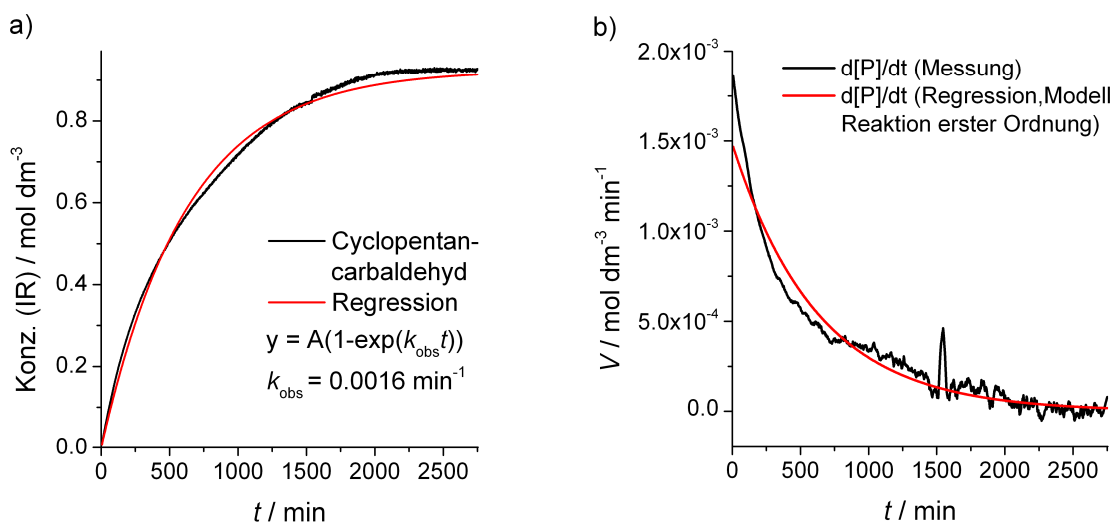 a)
Konz. (IR) / mol dm⁻³
0.8
0.6
0.4
0.2
0.0
0 500 1000 1500 2000 2500
t / min
Cyclopentan-
carbaldehyd
Regression
y = A(1-exp(k_obs t))
k_obs = 0.0016 min⁻¹
b)
V / mol dm⁻³ min⁻¹
2.0x10⁻³
1.5x10⁻³
1.0x10⁻³
5.0x10⁻⁴
0.0
0 500 1000 1500 2000 2500
t / min
d[P]/dt (Messung)
d[P]/dt (Regression,Modell
Reaktion erster Ordnung)